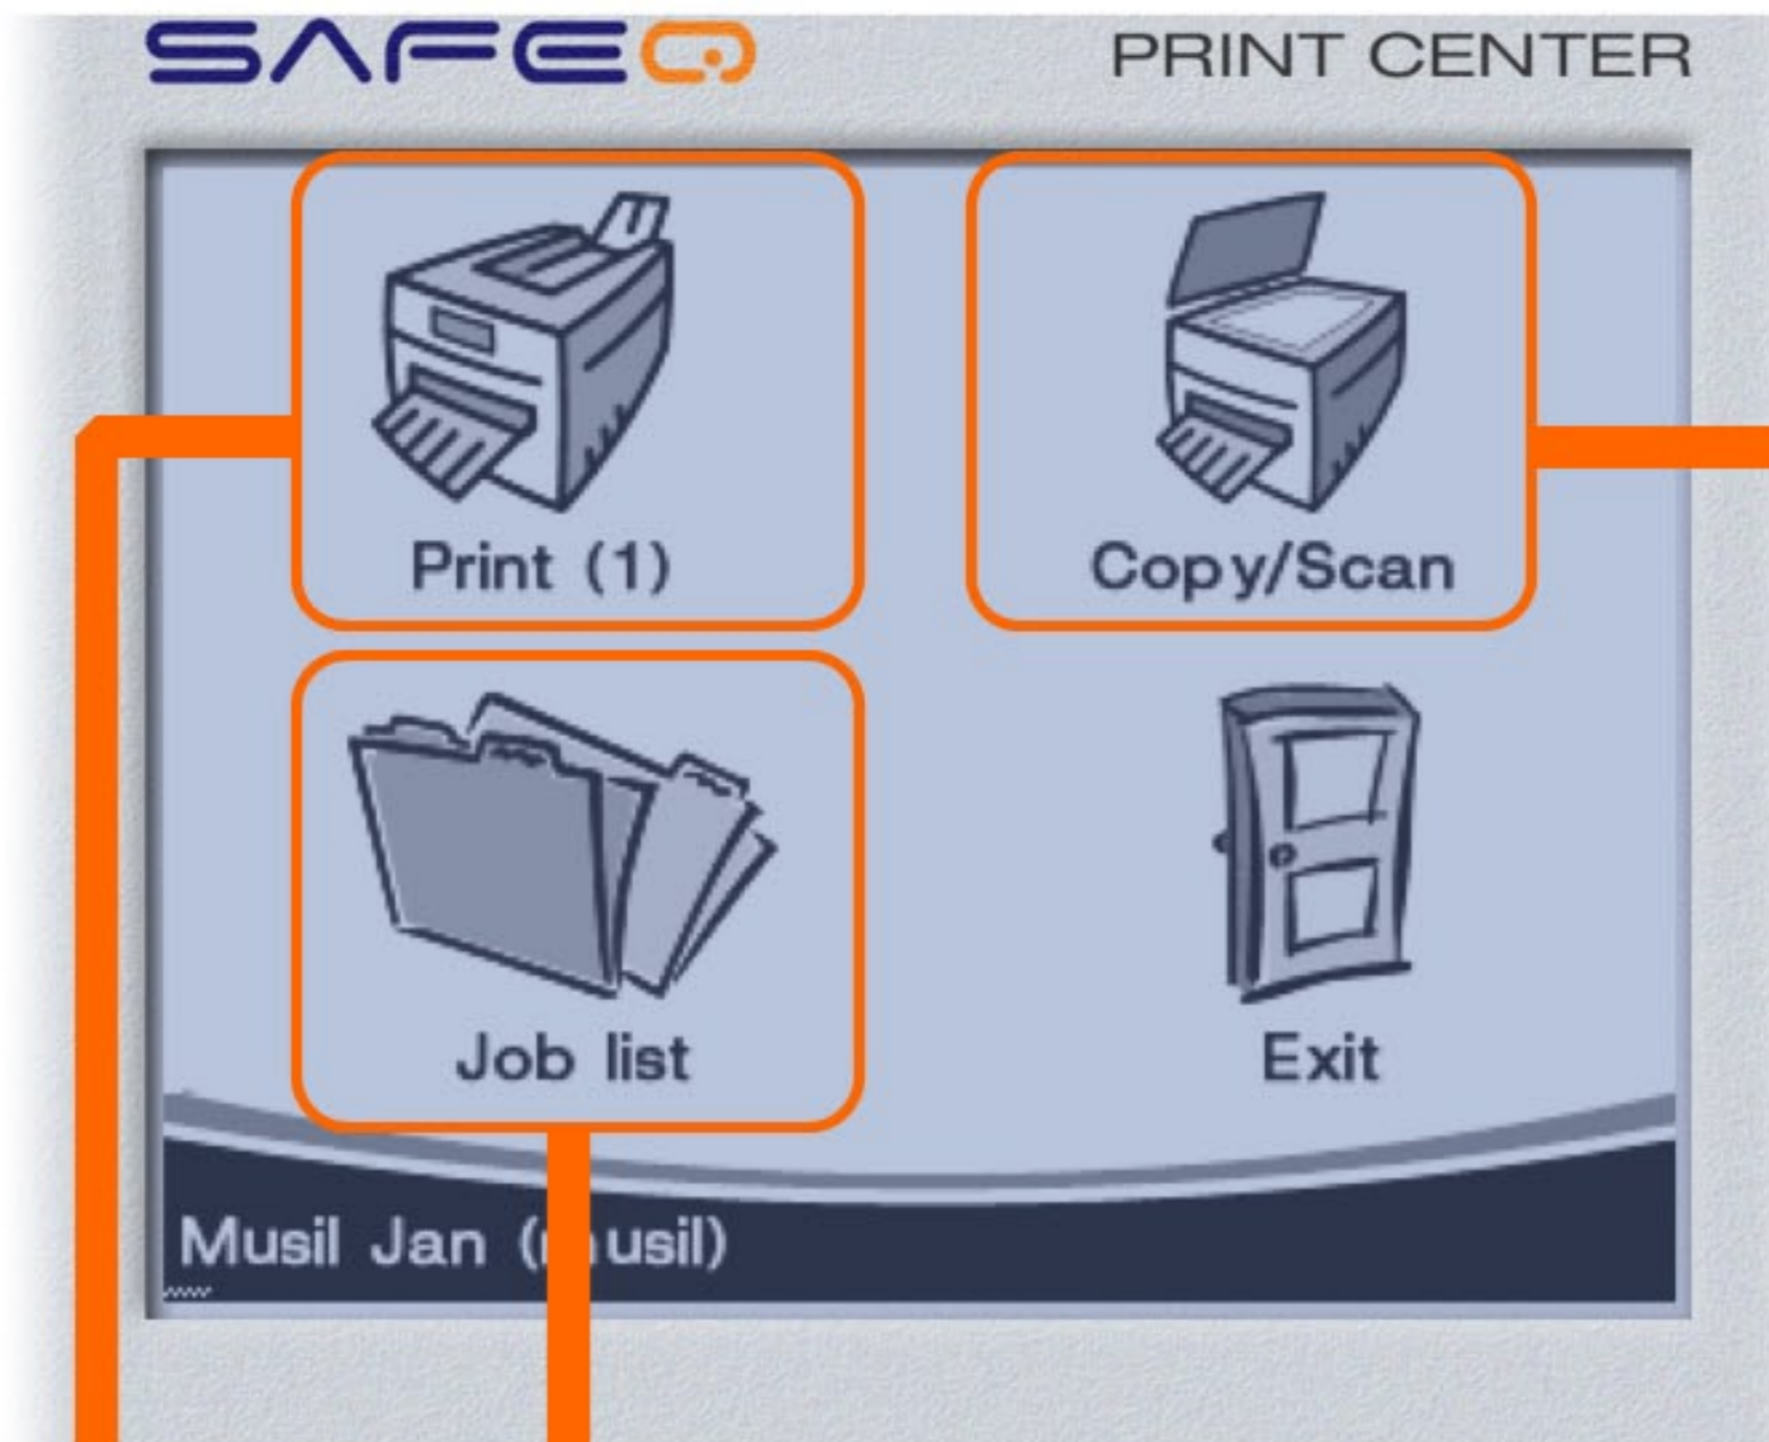 SAFEQ
PRINT CENTER
Print (1)
Copy/Scan
Job list
Exit
Musil Jan